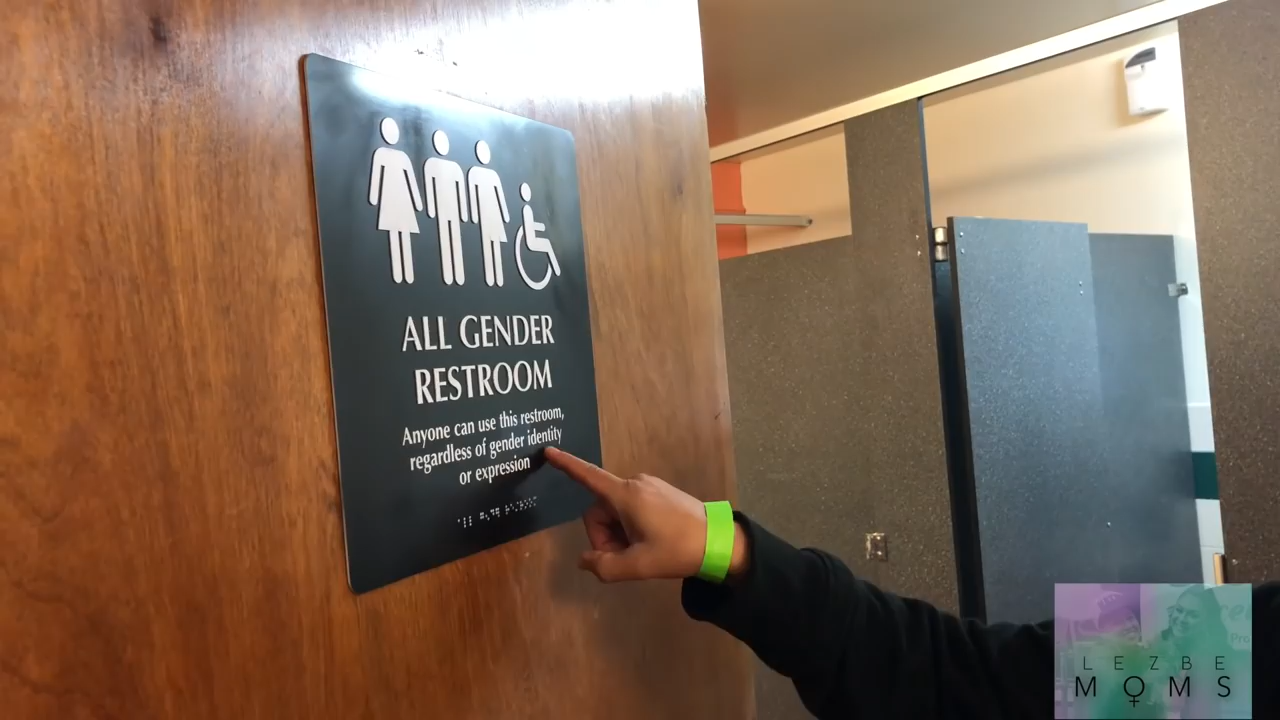 ALL GENDER
RESTROOM
Anyone can use this restroom,
regardless of gender identity
or expression
LEZBE
MOMS